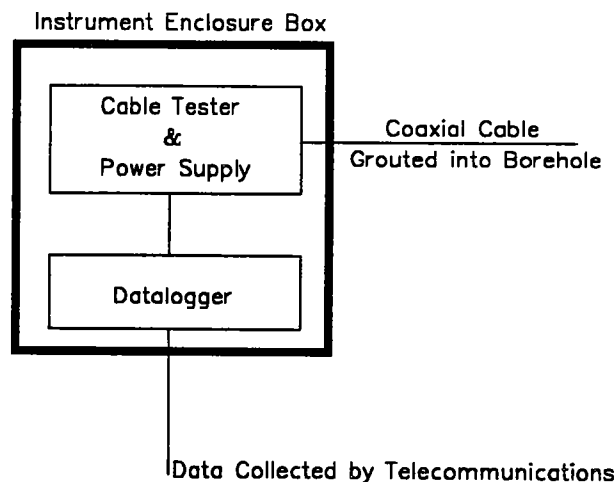 Instrument Enclosure Box
Cable Tester
&
Power Supply
Coaxial Cable
Grouted into Borehole
Datalogger
Data Collected by Telecommunications